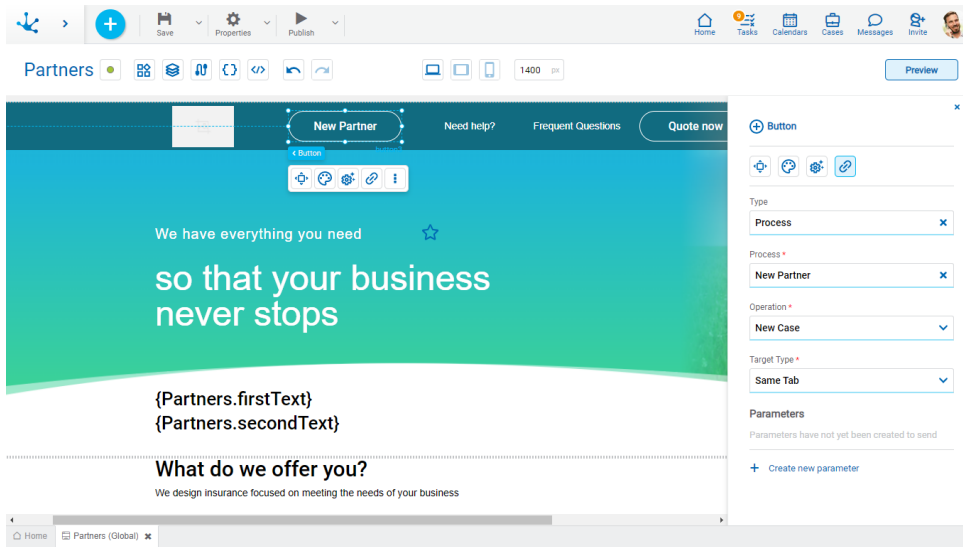 Save
Properties
Publish
Home
9
Tasks
Calendars
Cases
Messages
Invite
Partners
1400 px
Preview
New Partner
Need help?
Frequent Questions
Quote now
Button
We have everything you need
so that your business
never stops
{Partners.firstText}
{Partners.secondText}
What do we offer you?
We design insurance focused on meeting the needs of your business
Button
Type
Process
Process *
New Partner
Operation *
New Case
Target Type *
Same Tab
Parameters
Parameters have not yet been created to send
+ Create new parameter
Home
Partners (Global)